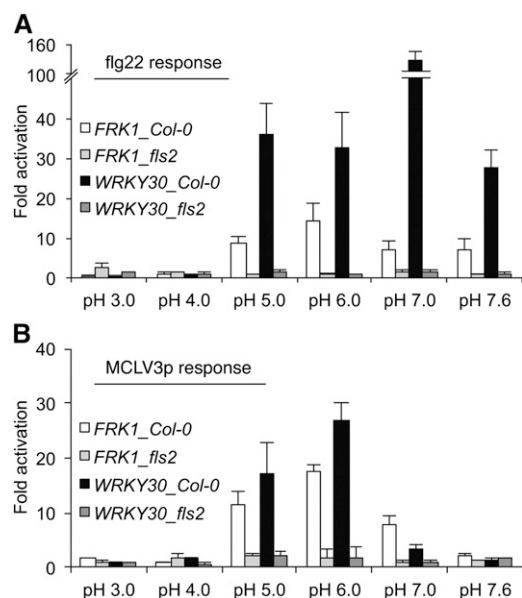 A
160
100
flg22 response
40
30
20
10
0
Fold activation
FRK1_Col-0
FRK1_fls2
WRKY30_Col-0
WRKY30_fls2
pH 3.0 pH 4.0 pH 5.0 pH 6.0 pH 7.0 pH 7.6
B
40
30
20
10
0
MCLV3p response
Fold activation
FRK1_Col-0
FRK1_fls2
WRKY30_Col-0
WRKY30_fls2
pH 3.0 pH 4.0 pH 5.0 pH 6.0 pH 7.0 pH 7.6